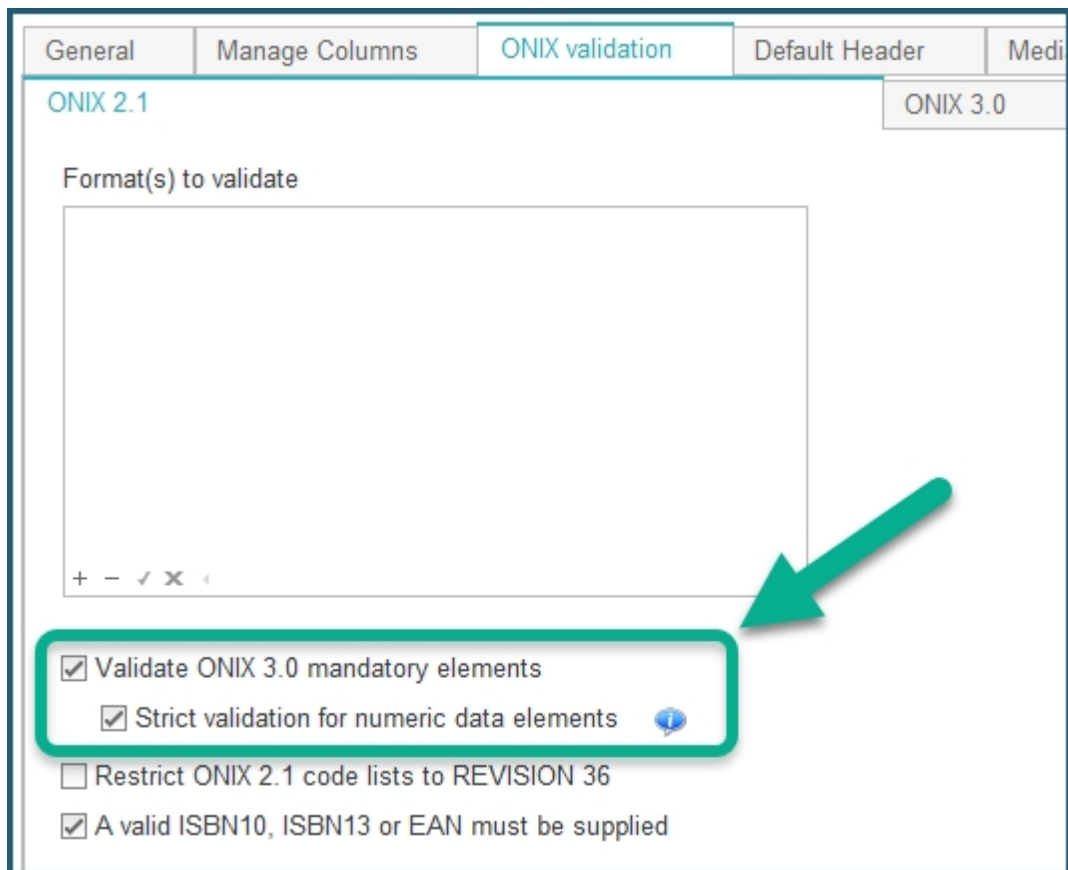 General Manage Columns ONIX validation Default Header Medi
ONIX 2.1 ONIX 3.0
Format(s) to validate
+ − ✓ ✕
Validate ONIX 3.0 mandatory elements
Strict validation for numeric data elements
Restrict ONIX 2.1 code lists to REVISION 36
A valid ISBN10, ISBN13 or EAN must be supplied